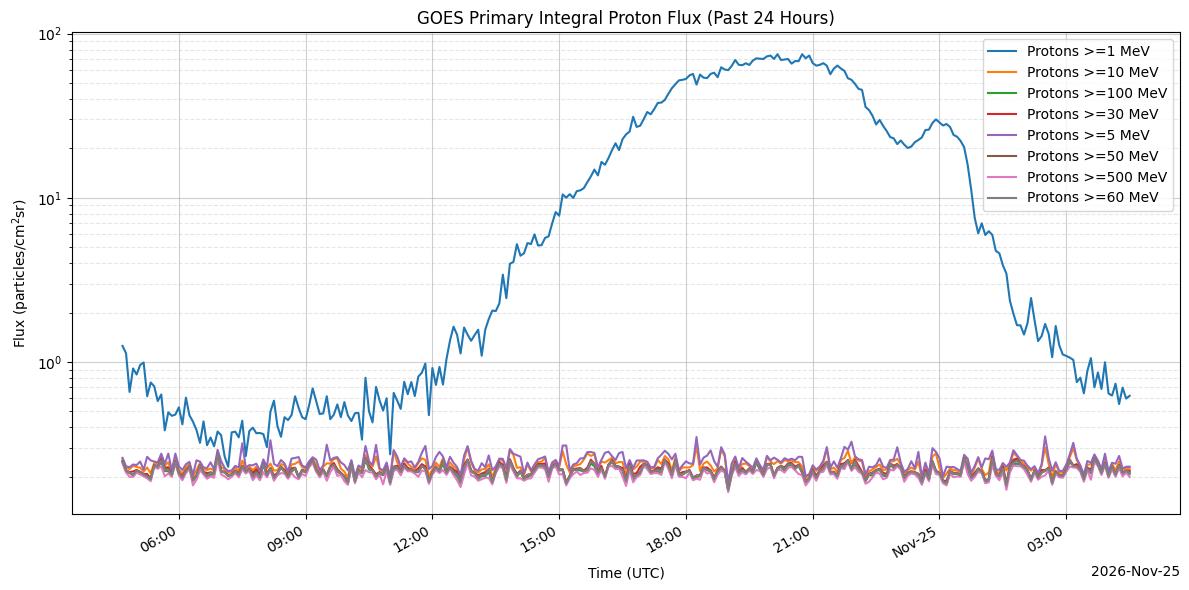 GOES Primary Integral Proton Flux (Past 24 Hours)
Flux (particles/cm²sr)
10²
10¹
10⁰
Protons >=1 MeV
Protons >=10 MeV
Protons >=100 MeV
Protons >=30 MeV
Protons >=5 MeV
Protons >=50 MeV
Protons >=500 MeV
Protons >=60 MeV
06:00
09:00
12:00
15:00
18:00
21:00
Nov-25
03:00
Time (UTC)
2026-Nov-25